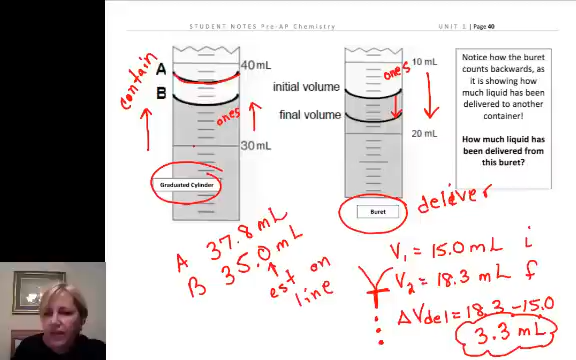 STUDENT NOTES Pre-AP Chemistry
UNIT 1 | Page 40
A
B
contain
40 mL
30 mL
ones
Graduated Cylinder
initial volume
final volume
10 mL
20 mL
ones
Buret
deliver
Notice how the buret
counts backwards, as
it is showing how
much liquid has been
delivered to another
container!
How much liquid has
been delivered from
this buret?
A 37.8 mL
B 35.0 mL
est on
line
V₁ = 15.0 mL i
V₂ = 18.3 mL f
ΔVdel = 18.3 - 15.0
3.3 mL